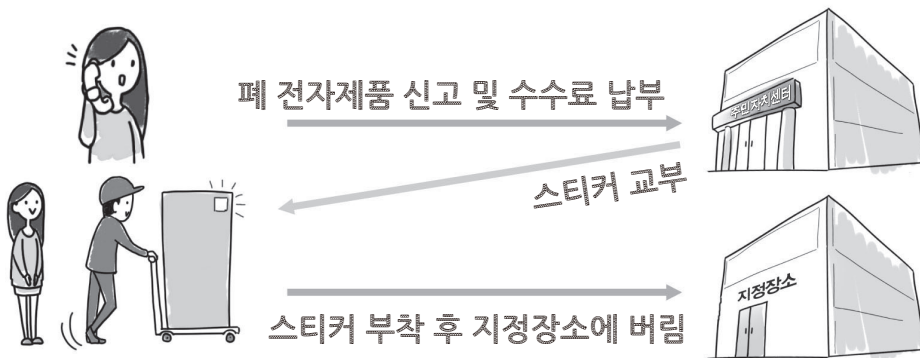 폐 전자제품 신고 및 수수료 납부
주민자치센터
스티커 교부
지정장소
스티커 부착 후 지정장소에 버림